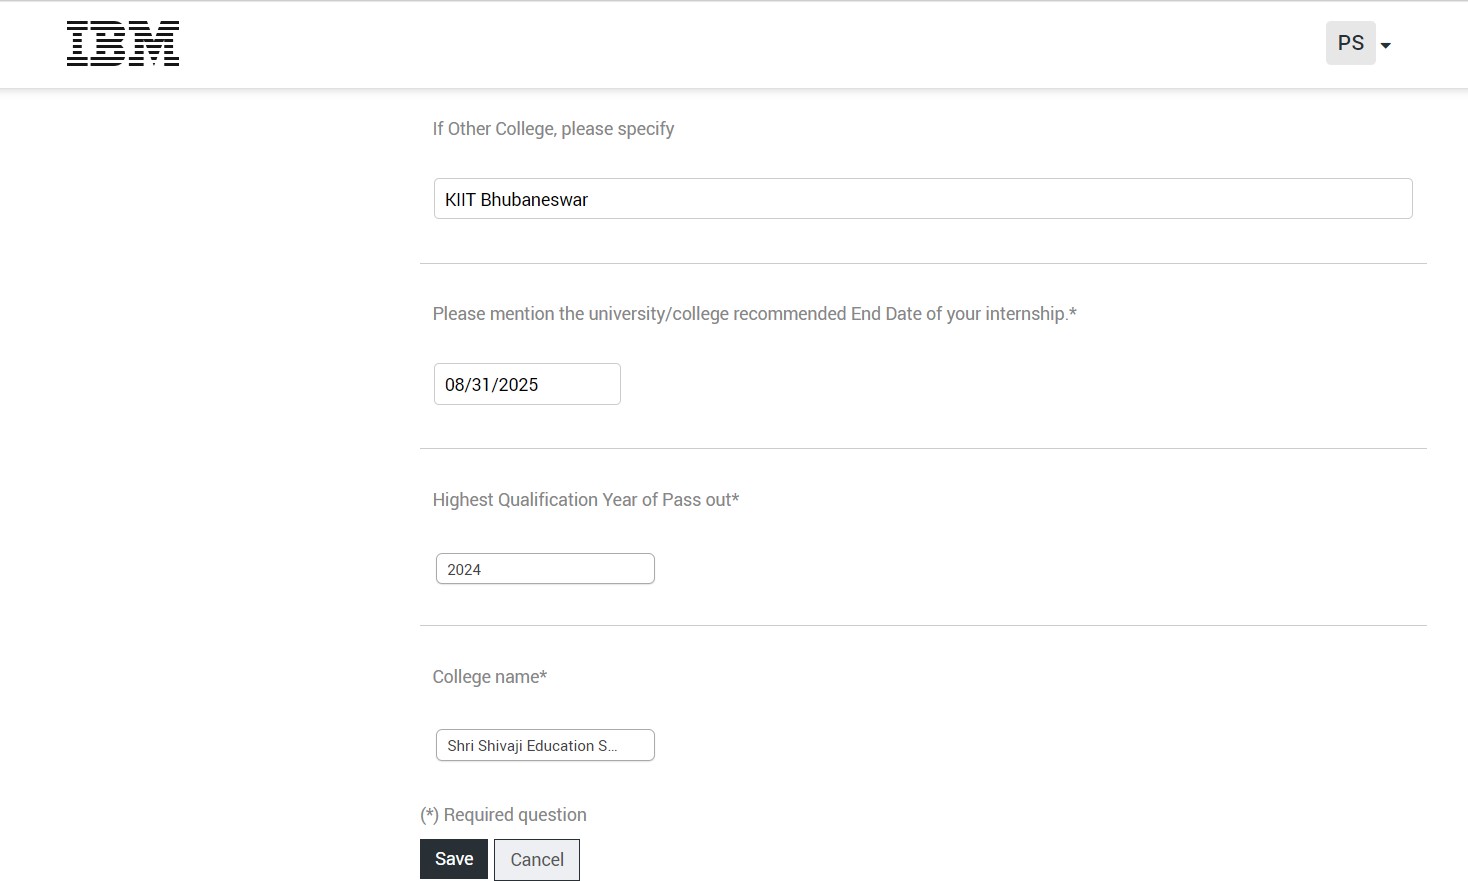 IBM
PS
If Other College, please specify
KIIT Bhubaneswar
Please mention the university/college recommended End Date of your internship.*
08/31/2025
Highest Qualification Year of Pass out*
2024
College name*
Shri Shivaji Education S...
(*) Required question
Save Cancel